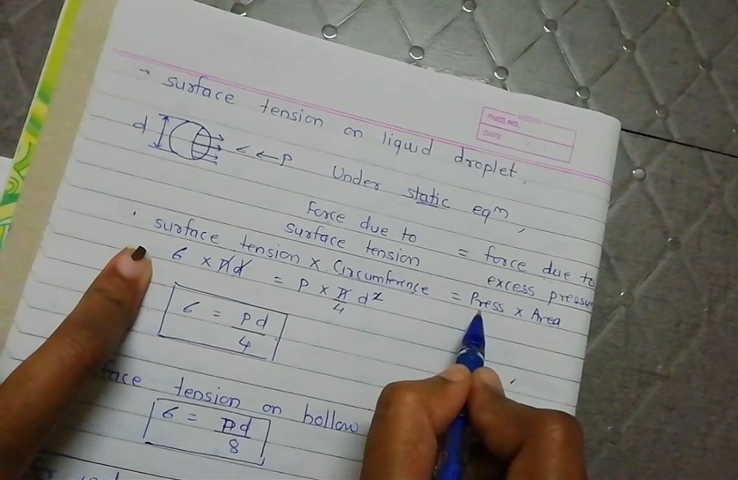 → surface tension on liquid droplet.
d
← ← P
Under static eqm,
Force due to surface tension = force due to excess pressure
surface tension × Circumference = Press × Area
σ × πd = P × π/4 d²
σ = pd/4
face tension on hollow
σ = pd/8